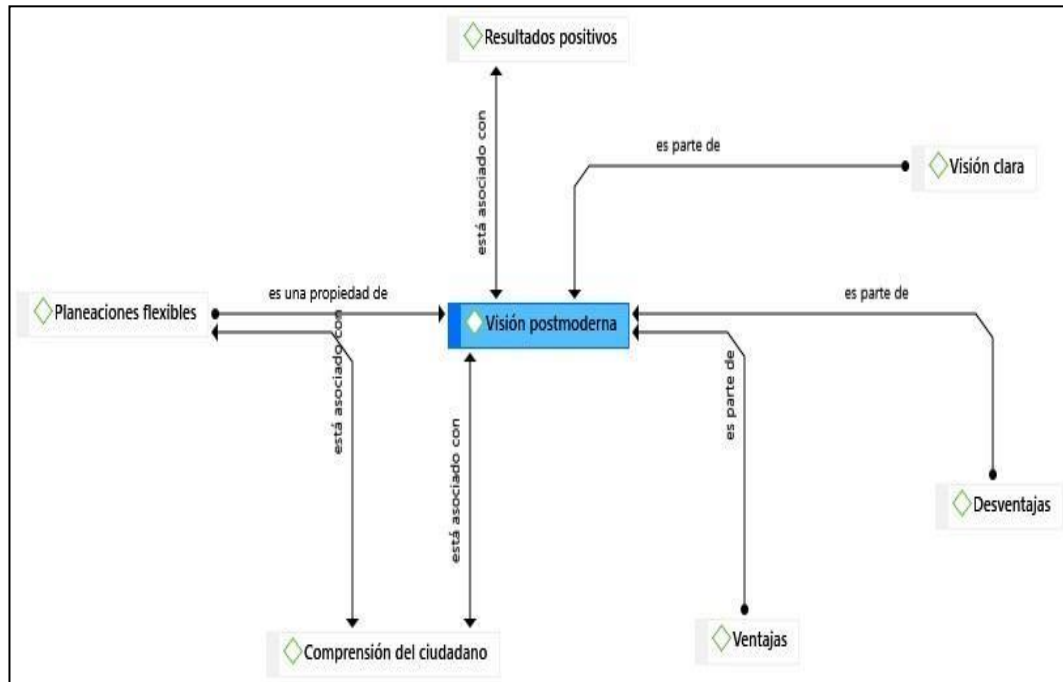 Resultados positivos
está asociado con
es parte de
Visión clara
Planeaciones flexibles
es una propiedad de
Visión postmoderna
es parte de
está asociado con
está asociado con
es parte de
Desventajas
Comprensión del ciudadano
Ventajas